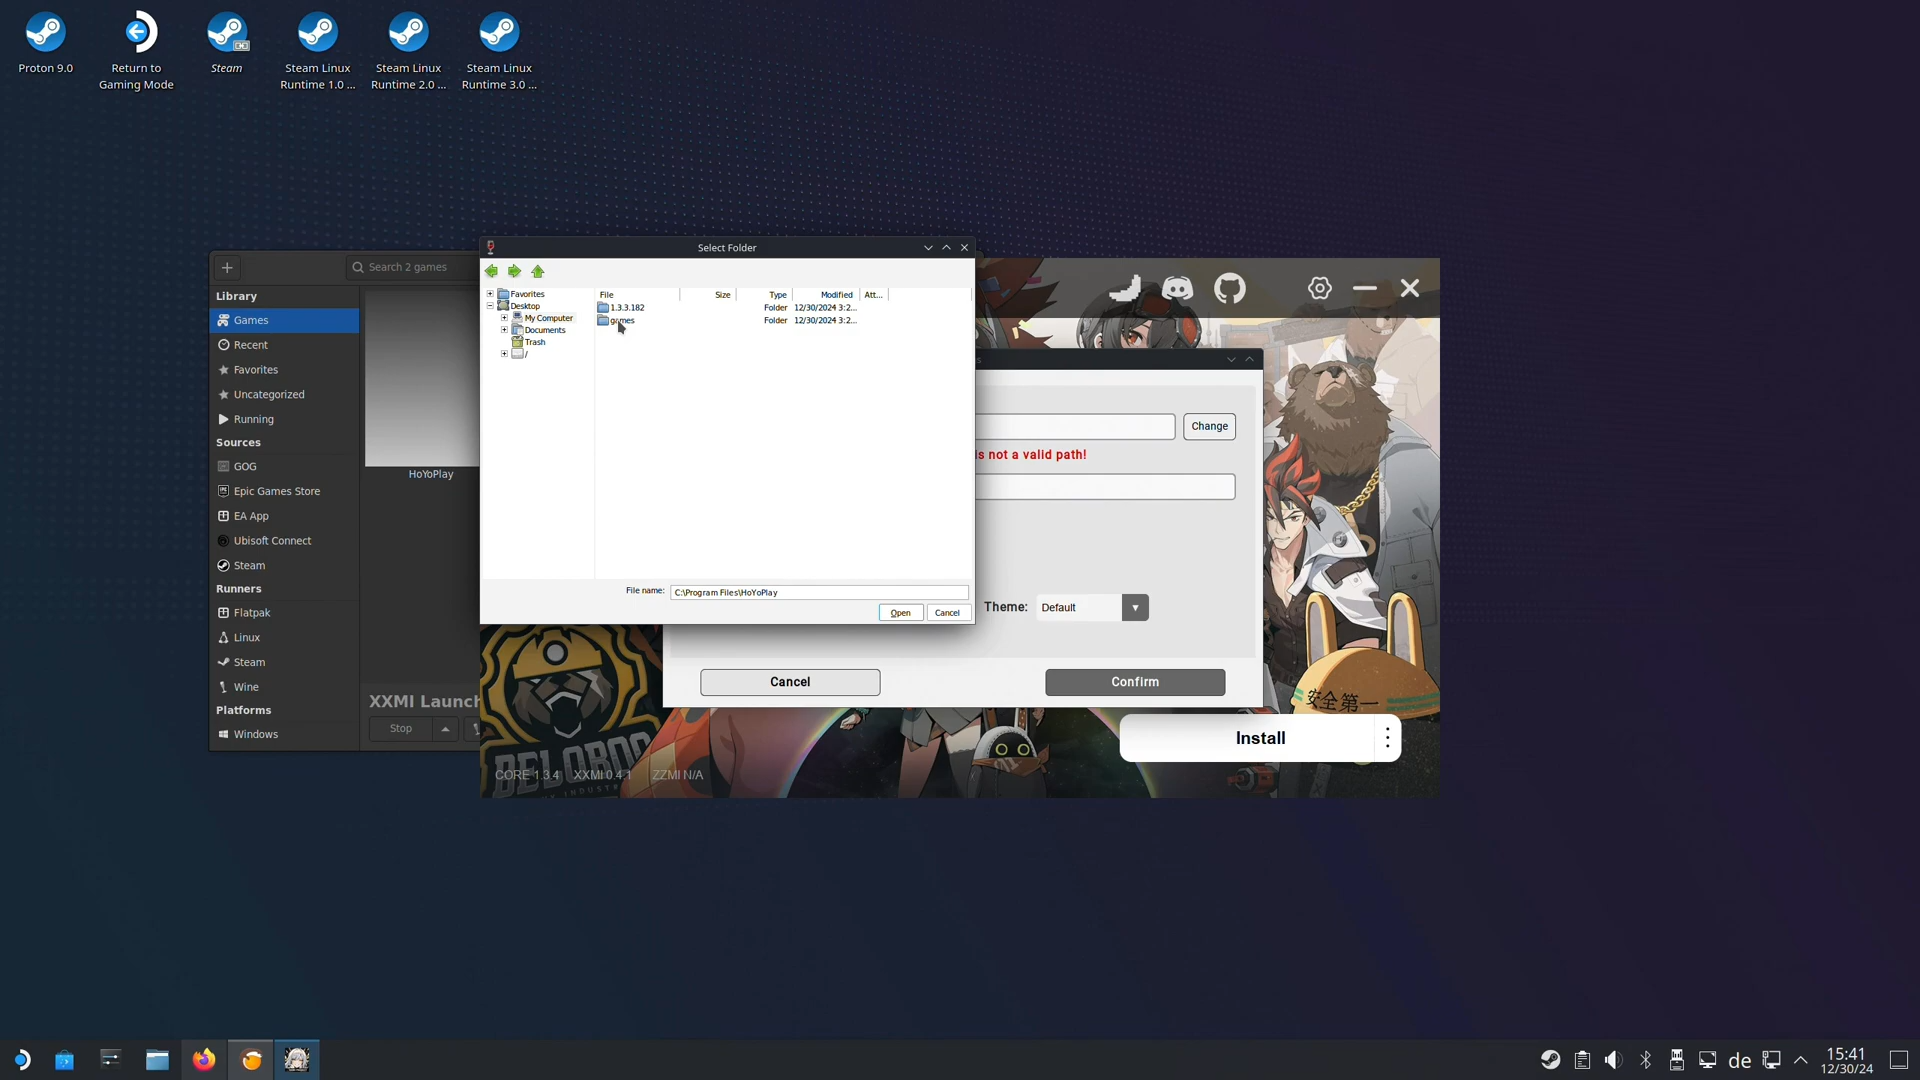 Proton 9.0
Return to
Gaming Mode
Steam
Steam Linux
Runtime 1.0 ...
Steam Linux
Runtime 2.0 ...
Steam Linux
Runtime 3.0 ...
Search 2 games
Library
Games
Recent
Favorites
Uncategorized
Running
Sources
GOG
Epic Games Store
EA App
Ubisoft Connect
Steam
Runners
Flatpak
Linux
Steam
Wine
Platforms
Windows
HoYoPlay
XXMI Launch
Stop
Select Folder
Favorites
Desktop
My Computer
Documents
Trash
/
File Size Type Modified Att...
1.3.3.182 Folder 12/30/2024 3:2...
games Folder 12/30/2024 3:2...
File name: C:\Program Files\HoYoPlay
Open Cancel
Change
is not a valid path!
Theme: Default
Cancel Confirm
安全第一
Install
CORE 1.3.4 XXMI 0.4.1 ZZMI N/A
de
15:41
12/30/24